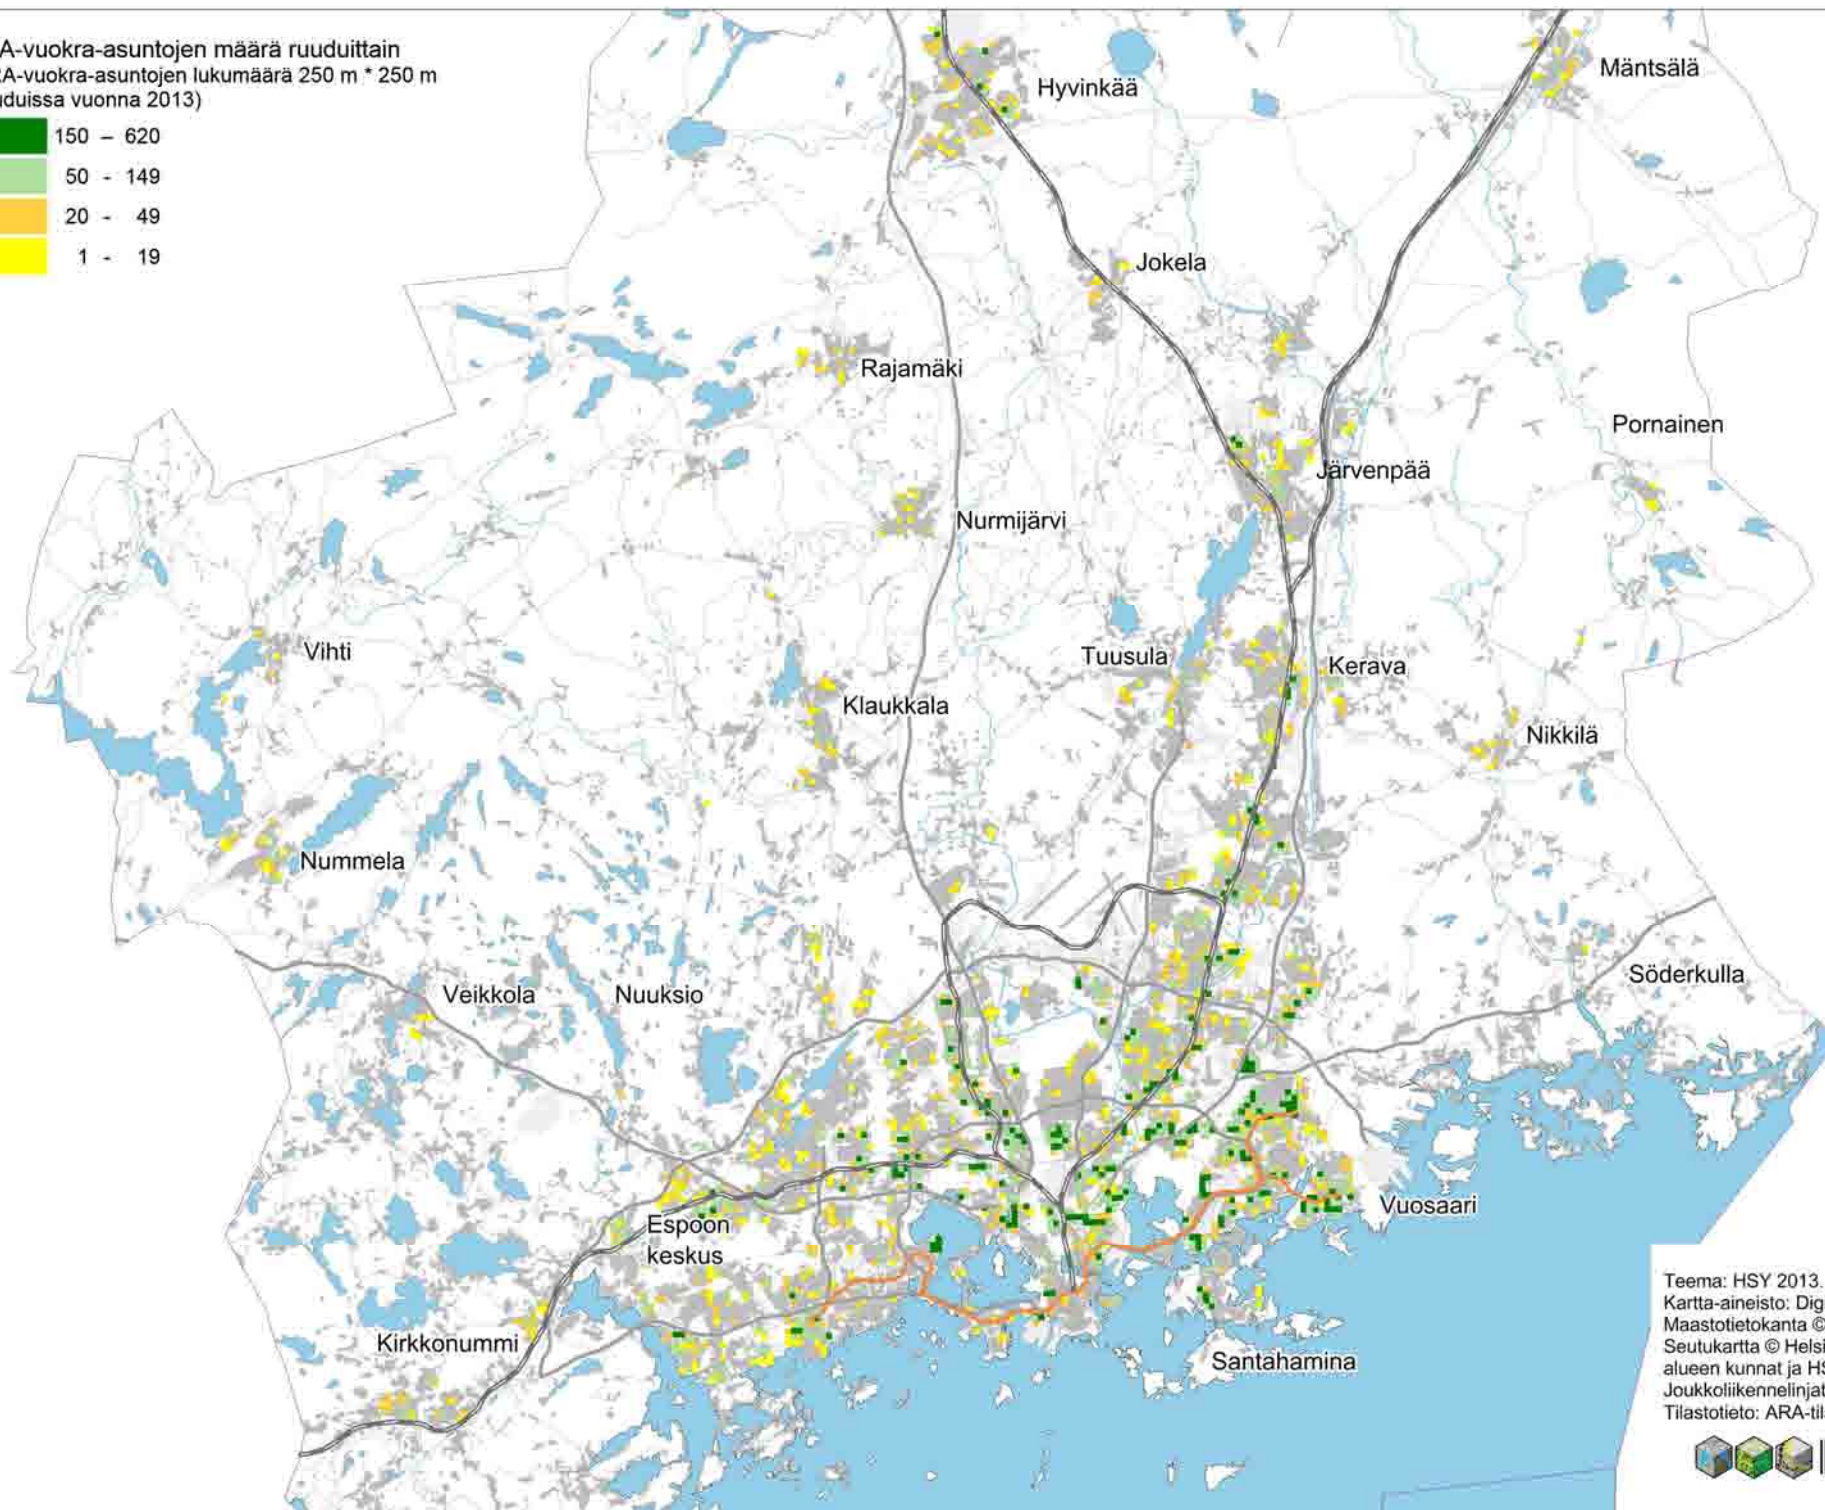 A-vuokra-asuntojen määrä ruuduittain
A-vuokra-asuntojen lukumäärä 250 m * 250 m
duissa vuonna 2013)
150 – 620
50 - 149
20 - 49
1 - 19
Hyvinkää
Mäntsälä
Jokela
Rajamäki
Pornainen
Järvenpää
Nurmijärvi
Vihti
Tuusula
Kerava
Klaukkala
Nikkilä
Nummela
Söderkulla
Veikkola
Nuuksio
Vuosaari
Espoon
keskus
Kirkkonummi
Santahamina
Teema: HSY 2013.
Kartta-aineisto: Dig
Maastotietokanta ©
Seutukartta © Helsi
alueen kunnat ja HS
Joukkoliikennelinjat
Tilastotieto: ARA-til